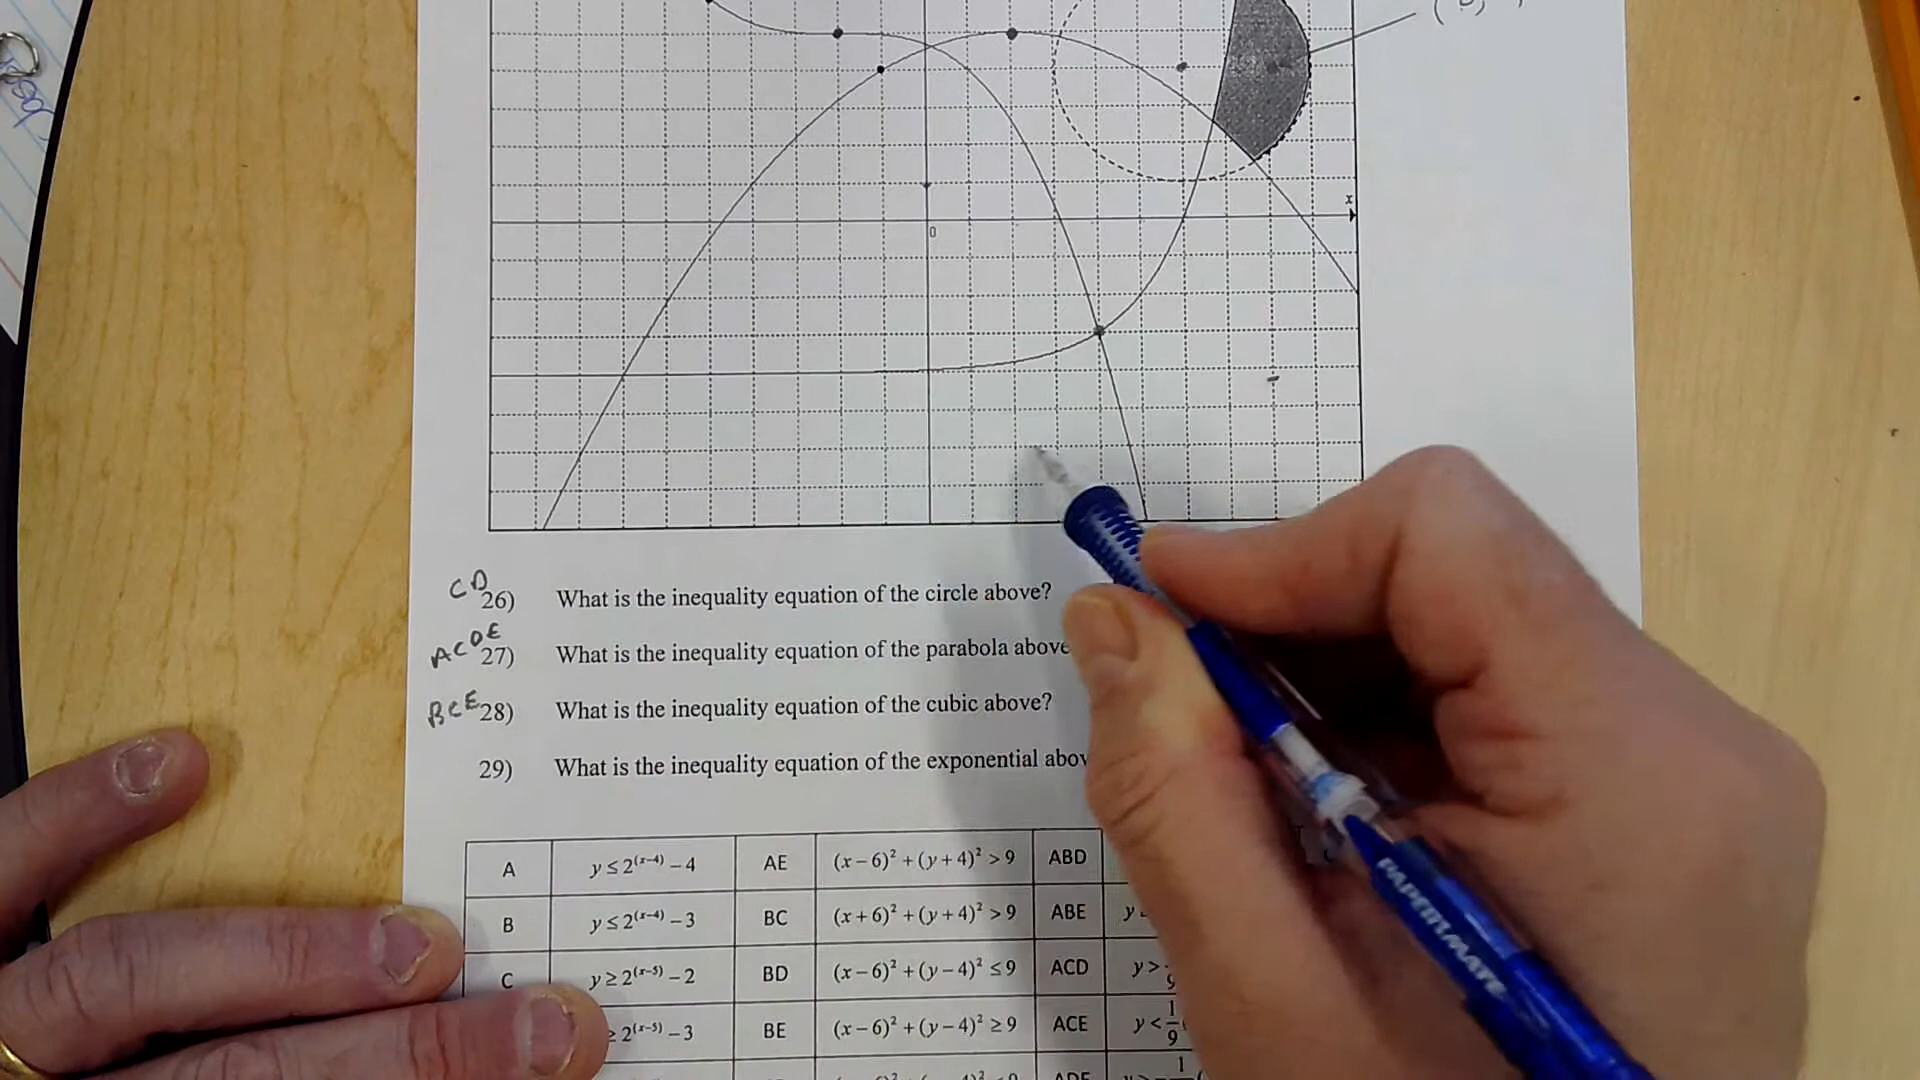 x
0
CD 26) What is the inequality equation of the circle above?
ACDE 27) What is the inequality equation of the parabola above
BCE 28) What is the inequality equation of the cubic above?
29) What is the inequality equation of the exponential abov
A y ≤ 2^(x−4) − 4 AE (x − 6)² + (y + 4)² > 9 ABD
B y ≤ 2^(x−4) − 3 BC (x + 6)² + (y + 4)² > 9 ABE y
C y ≥ 2^(x−5) − 2 BD (x − 6)² + (y − 4)² ≤ 9 ACD y >
≥ 2^(x−5) − 3 BE (x − 6)² + (y − 4)² ≥ 9 ACE y < 1/9
ADE
PAPERMATE